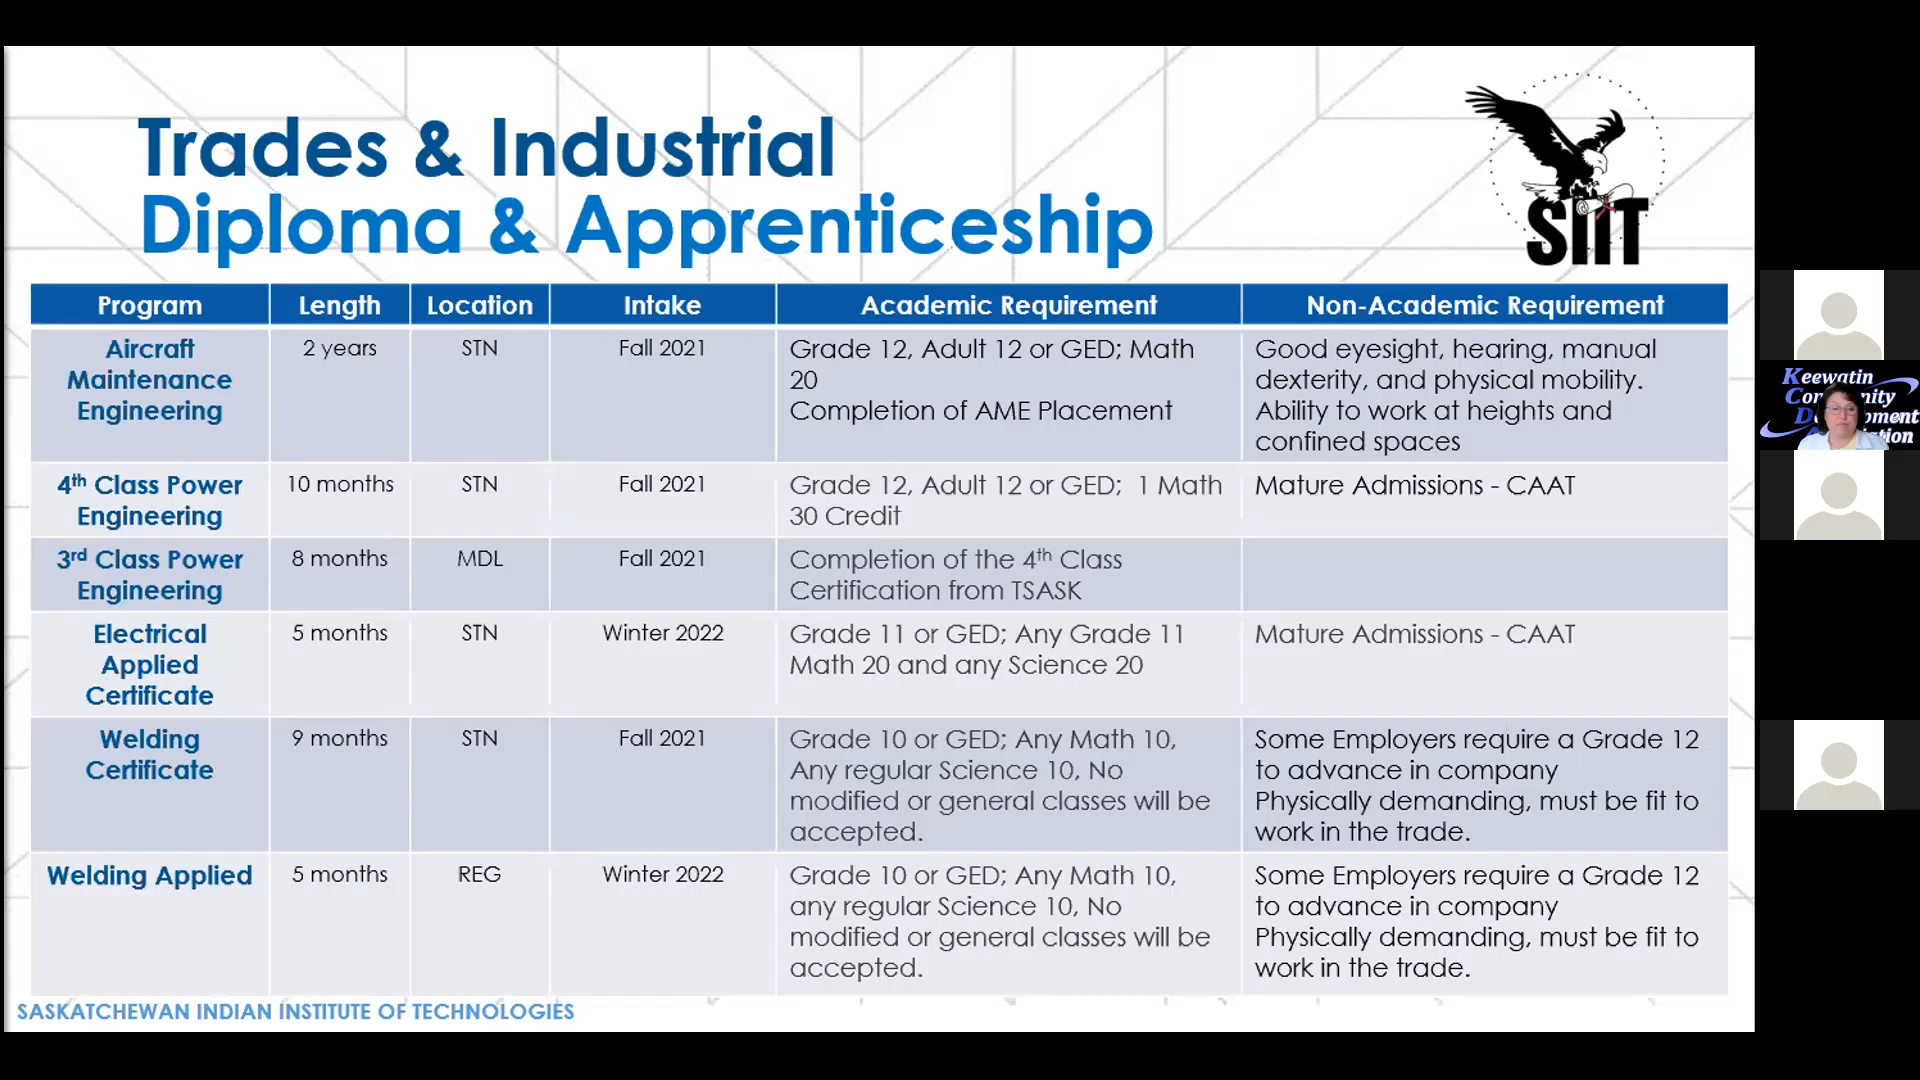 Trades & Industrial
Diploma & Apprenticeship
SIIT
Program Length Location Intake Academic Requirement Non-Academic Requirement
Aircraft Maintenance Engineering
2 years
STN
Fall 2021
Grade 12, Adult 12 or GED; Math
20
Completion of AME Placement
Good eyesight, hearing, manual
dexterity, and physical mobility.
Ability to work at heights and
confined spaces
4th Class Power
Engineering
10 months
STN
Fall 2021
Grade 12, Adult 12 or GED; 1 Math
30 Credit
Mature Admissions - CAAT
3rd Class Power
Engineering
8 months
MDL
Fall 2021
Completion of the 4th Class
Certification from TSASK
Electrical
Applied
Certificate
5 months
STN
Winter 2022
Grade 11 or GED; Any Grade 11
Math 20 and any Science 20
Mature Admissions - CAAT
Welding
Certificate
9 months
STN
Fall 2021
Grade 10 or GED; Any Math 10,
Any regular Science 10, No
modified or general classes will be
accepted.
Some Employers require a Grade 12
to advance in company
Physically demanding, must be fit to
work in the trade.
Welding Applied
5 months
REG
Winter 2022
Grade 10 or GED; Any Math 10,
any regular Science 10, No
modified or general classes will be
accepted.
Some Employers require a Grade 12
to advance in company
Physically demanding, must be fit to
work in the trade.
SASKATCHEWAN INDIAN INSTITUTE OF TECHNOLOGIES
Keewatin